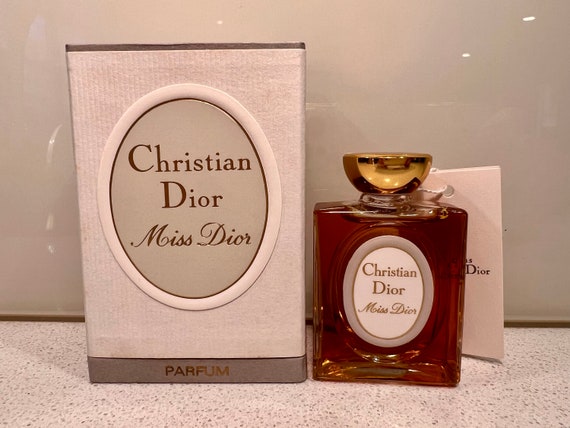 Christian
Dior
Miss Dior
PARFUM
Christian
Dior
Miss Dior
Dior